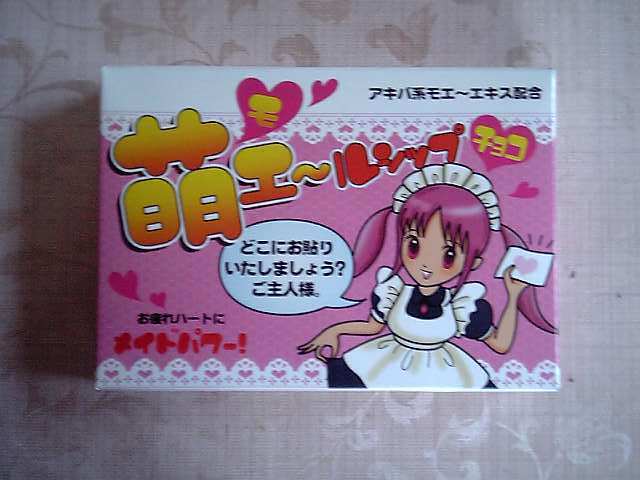 アキバ系モエ〜エキス配合
モ
萌エ〜ルシップ
チョコ
どこにお貼り
いたしましょう?
ご主人様。
お疲れハートに
メイドパワー!